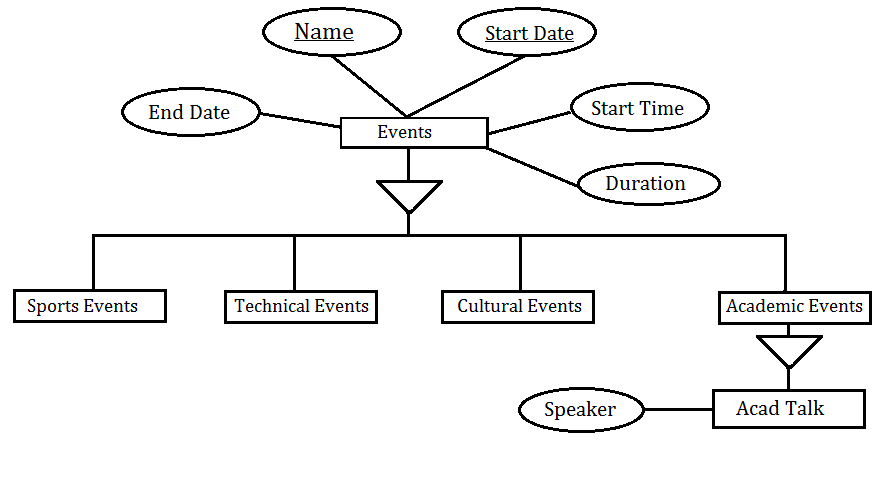 Name
Start Date
End Date
Start Time
Events
Duration
Sports Events
Technical Events
Cultural Events
Academic Events
Speaker
Acad Talk